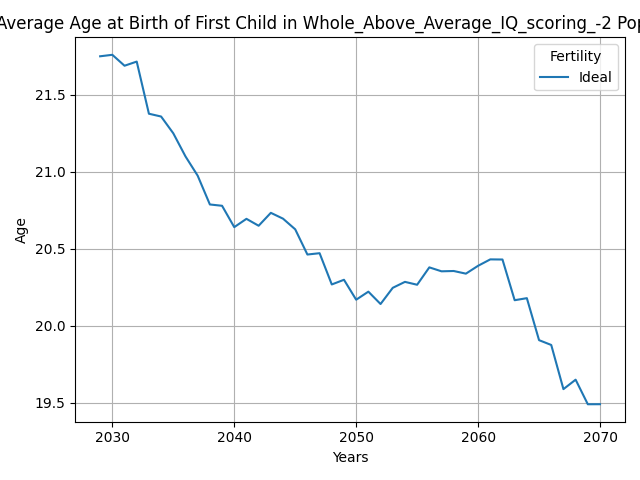 Average Age at Birth of First Child in Whole_Above_Average_IQ_scoring_-2 Pop
Fertility
Ideal
21.5
21.0
20.5
20.0
19.5
Age
2030 2040 2050 2060 2070
Years